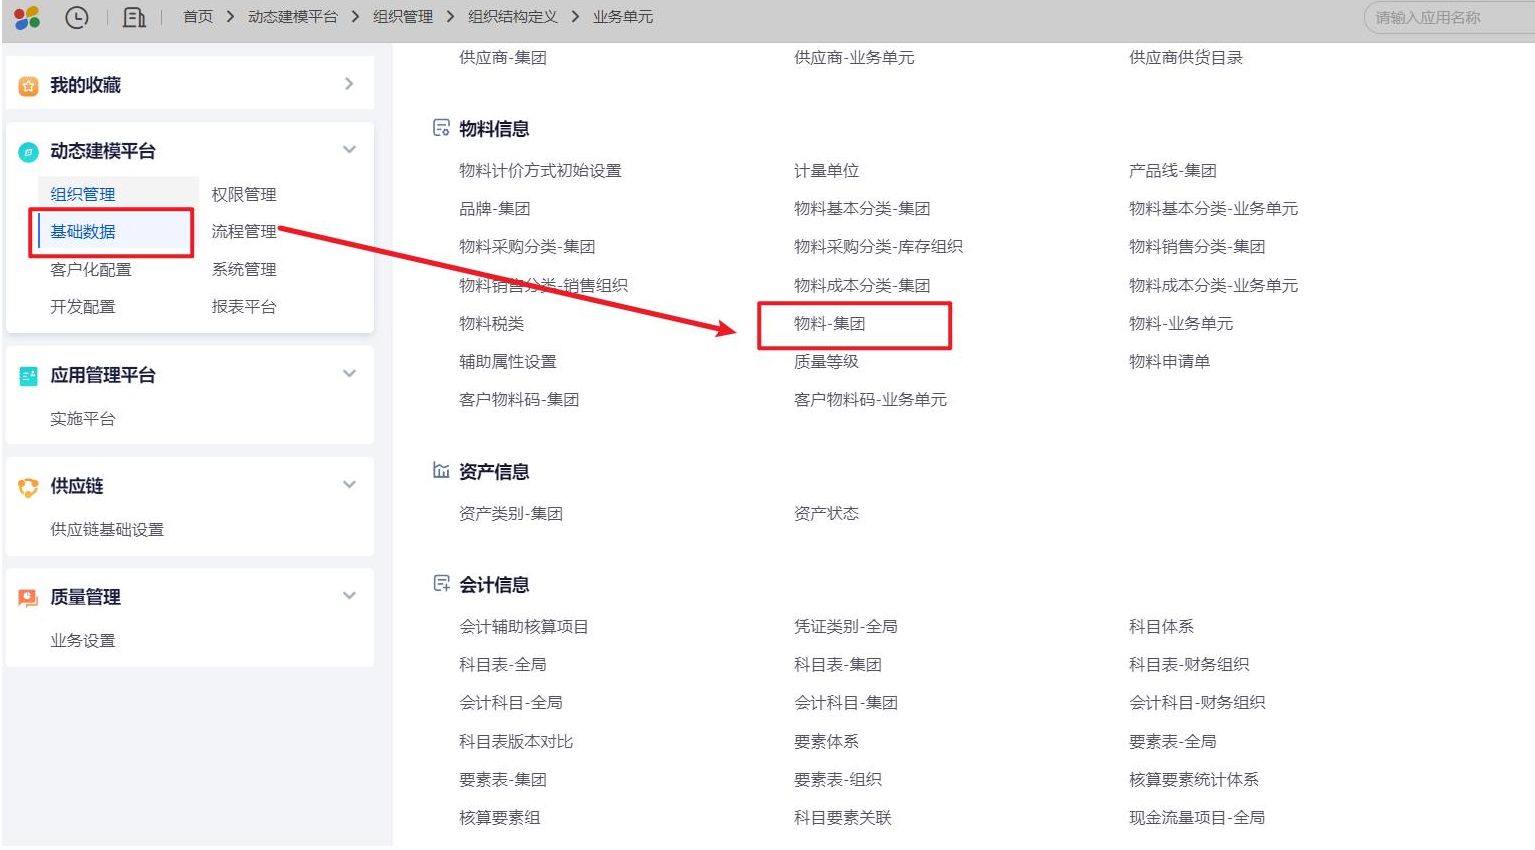 首页 > 动态建模平台 > 组织管理 > 组织结构定义 > 业务单元
请输入应用名称
我的收藏
动态建模平台
组织管理 权限管理
基础数据 流程管理
客户化配置 系统管理
开发配置 报表平台
应用管理平台
实施平台
供应链
供应链基础设置
质量管理
业务设置
供应商-集团 供应商-业务单元 供应商供货目录
物料信息
物料计价方式初始设置 计量单位 产品线-集团
品牌-集团 物料基本分类-集团 物料基本分类-业务单元
物料采购分类-集团 物料采购分类-库存组织 物料销售分类-集团
物料销售分类-销售组织 物料成本分类-集团 物料成本分类-业务单元
物料税类 物料-集团 物料-业务单元
辅助属性设置 质量等级 物料申请单
客户物料码-集团 客户物料码-业务单元
资产信息
资产类别-集团 资产状态
会计信息
会计辅助核算项目 凭证类别-全局 科目体系
科目表-全局 科目表-集团 科目表-财务组织
会计科目-全局 会计科目-集团 会计科目-财务组织
科目表版本对比 要素体系 要素表-全局
要素表-集团 要素表-组织 核算要素统计体系
核算要素组 科目要素关联 现金流量项目-全局